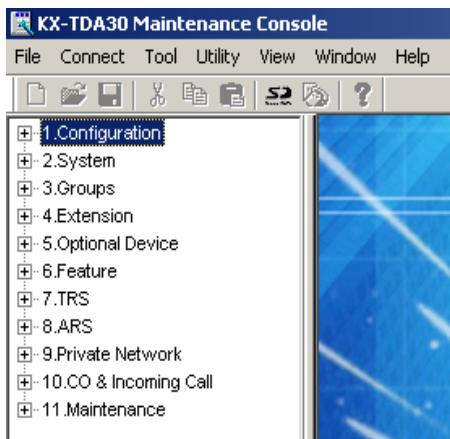 KX-TDA30 Maintenance Console
File Connect Tool Utility View Window Help
1.Configuration
2.System
3.Groups
4.Extension
5.Optional Device
6.Feature
7.TRS
8.ARS
9.Private Network
10.CO & Incoming Call
11.Maintenance